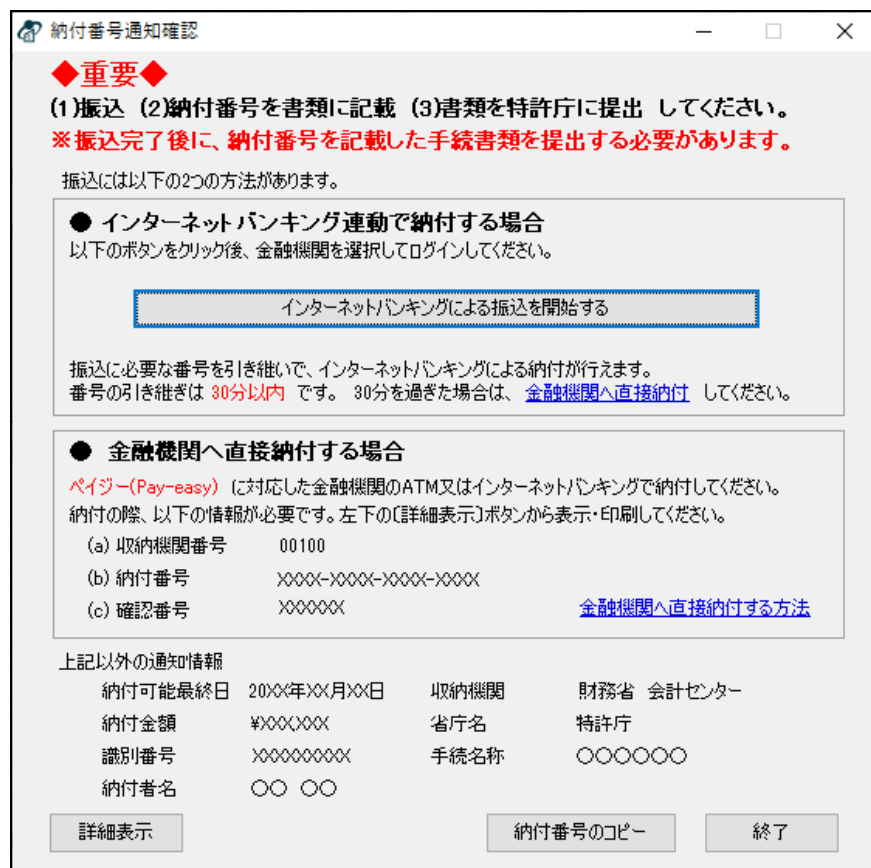 納付番号通知確認
◆重要◆
(1)振込 (2)納付番号を書類に記載 (3)書類を特許庁に提出 してください。
※振込完了後に、納付番号を記載した手続書類を提出する必要があります。
振込には以下の2つの方法があります。
● インターネットバンキング連動で納付する場合
以下のボタンをクリック後、金融機関を選択してログインしてください。
インターネットバンキングによる振込を開始する
振込に必要な番号を引き継いで、インターネットバンキングによる納付が行えます。
番号の引き継ぎは 30分以内 です。 30分を過ぎた場合は、 金融機関へ直接納付 してください。
● 金融機関へ直接納付する場合
ペイジー(Pay-easy) に対応した金融機関のATM又はインターネットバンキングで納付してください。
納付の際、以下の情報が必要です。左下の〔詳細表示〕ボタンから表示・印刷してください。
(a) 収納機関番号 00100
(b) 納付番号 XXXX-XXXX-XXXX-XXXX
(c) 確認番号 XXXXXX 金融機関へ直接納付する方法
上記以外の通知情報
納付可能最終日 20XX年XX月XX日 収納機関 財務省 会計センター
納付金額 ¥XXX,XXX 省庁名 特許庁
識別番号 XXXXXXXXX 手続名称 〇〇〇〇〇〇
納付者名 〇〇 〇〇
詳細表示 納付番号のコピー 終了